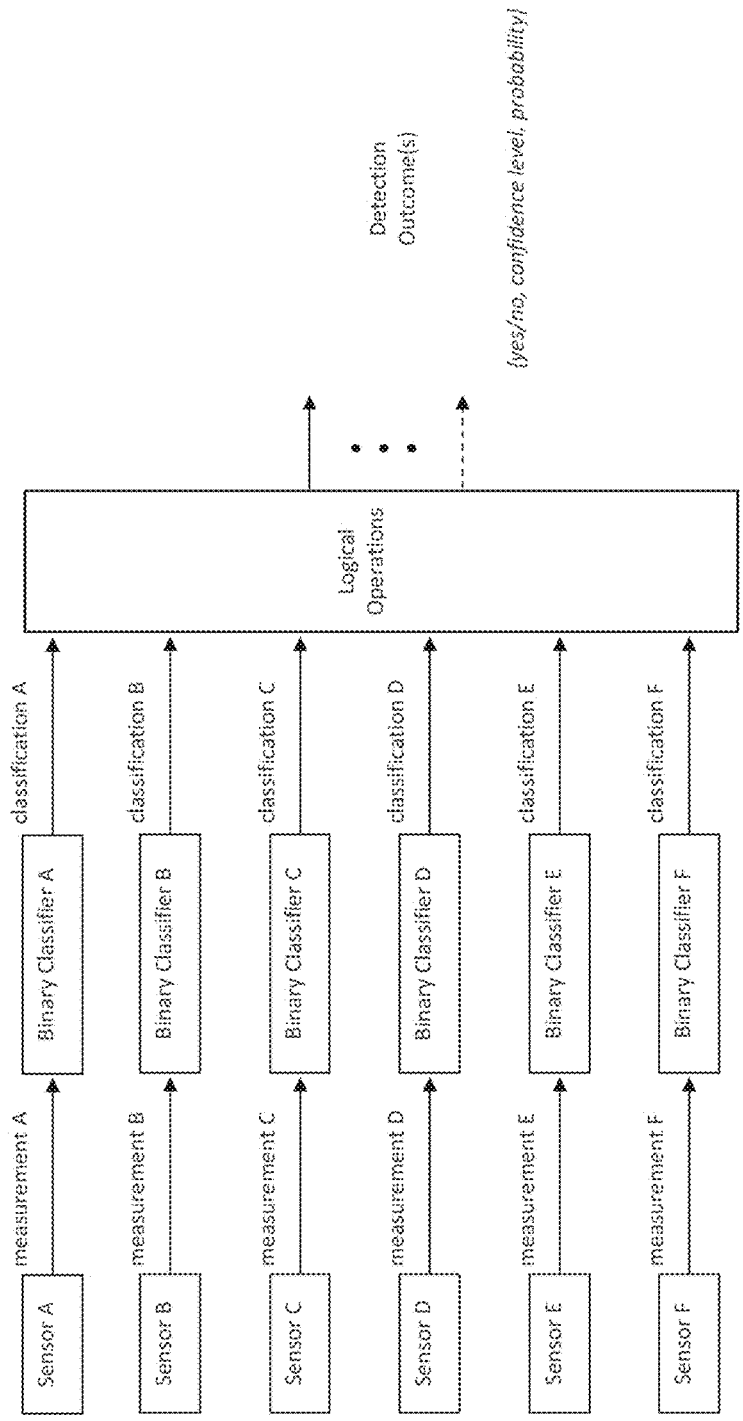 Sensor A
measurement A
Binary Classifier A
classification A
Sensor B
measurement B
Binary Classifier B
classification B
Sensor C
measurement C
Binary Classifier C
classification C
Sensor D
measurement D
Binary Classifier D
classification D
Sensor E
measurement E
Binary Classifier E
classification E
Sensor F
measurement F
Binary Classifier F
classification F
Logical
Operations
Detection
Outcome(s)
(yes/no, confidence level, probability)